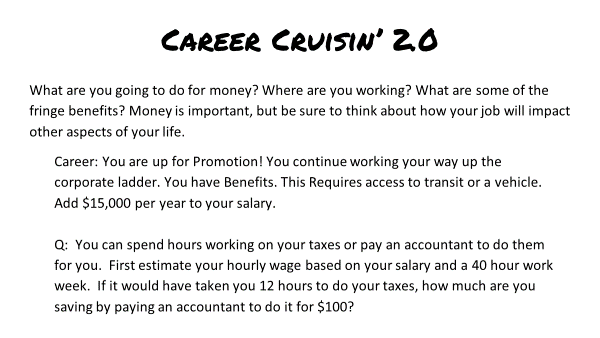 Career Cruisin' 2.0
What are you going to do for money? Where are you working? What are some of the
fringe benefits? Money is important, but be sure to think about how your job will impact
other aspects of your life.
Career: You are up for Promotion! You continue working your way up the
corporate ladder. You have Benefits. This Requires access to transit or a vehicle.
Add $15,000 per year to your salary.
Q:  You can spend hours working on your taxes or pay an accountant to do them
for you.  First estimate your hourly wage based on your salary and a 40 hour work
week.  If it would have taken you 12 hours to do your taxes, how much are you
saving by paying an accountant to do it for $100?